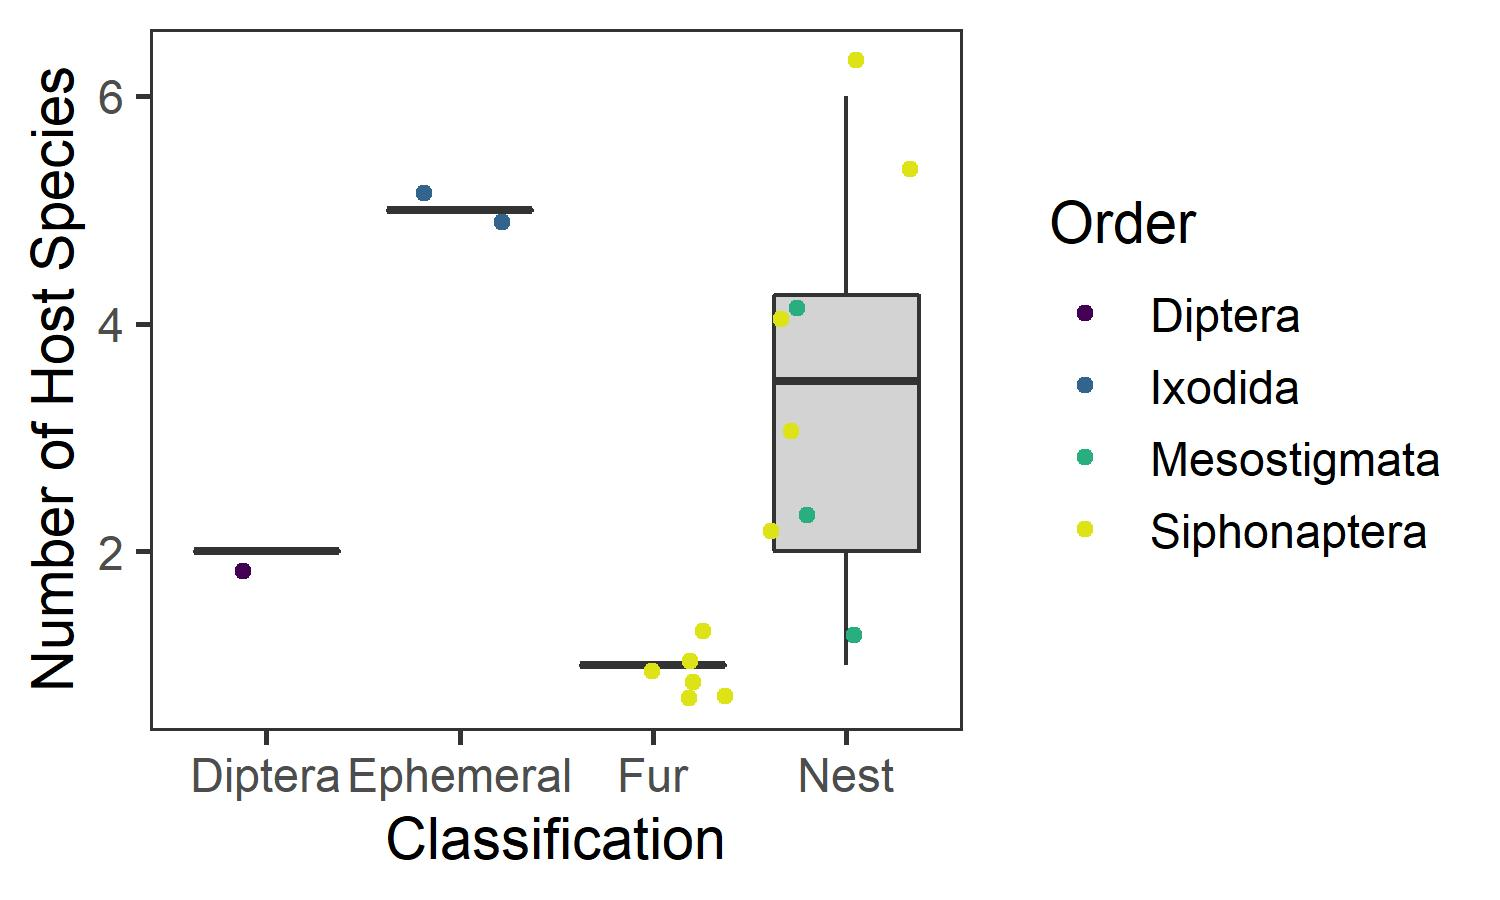 Number of Host Species
6
4
2
Diptera
Ephemeral
Fur
Nest
Classification
Order
Diptera
Ixodida
Mesostigmata
Siphonaptera